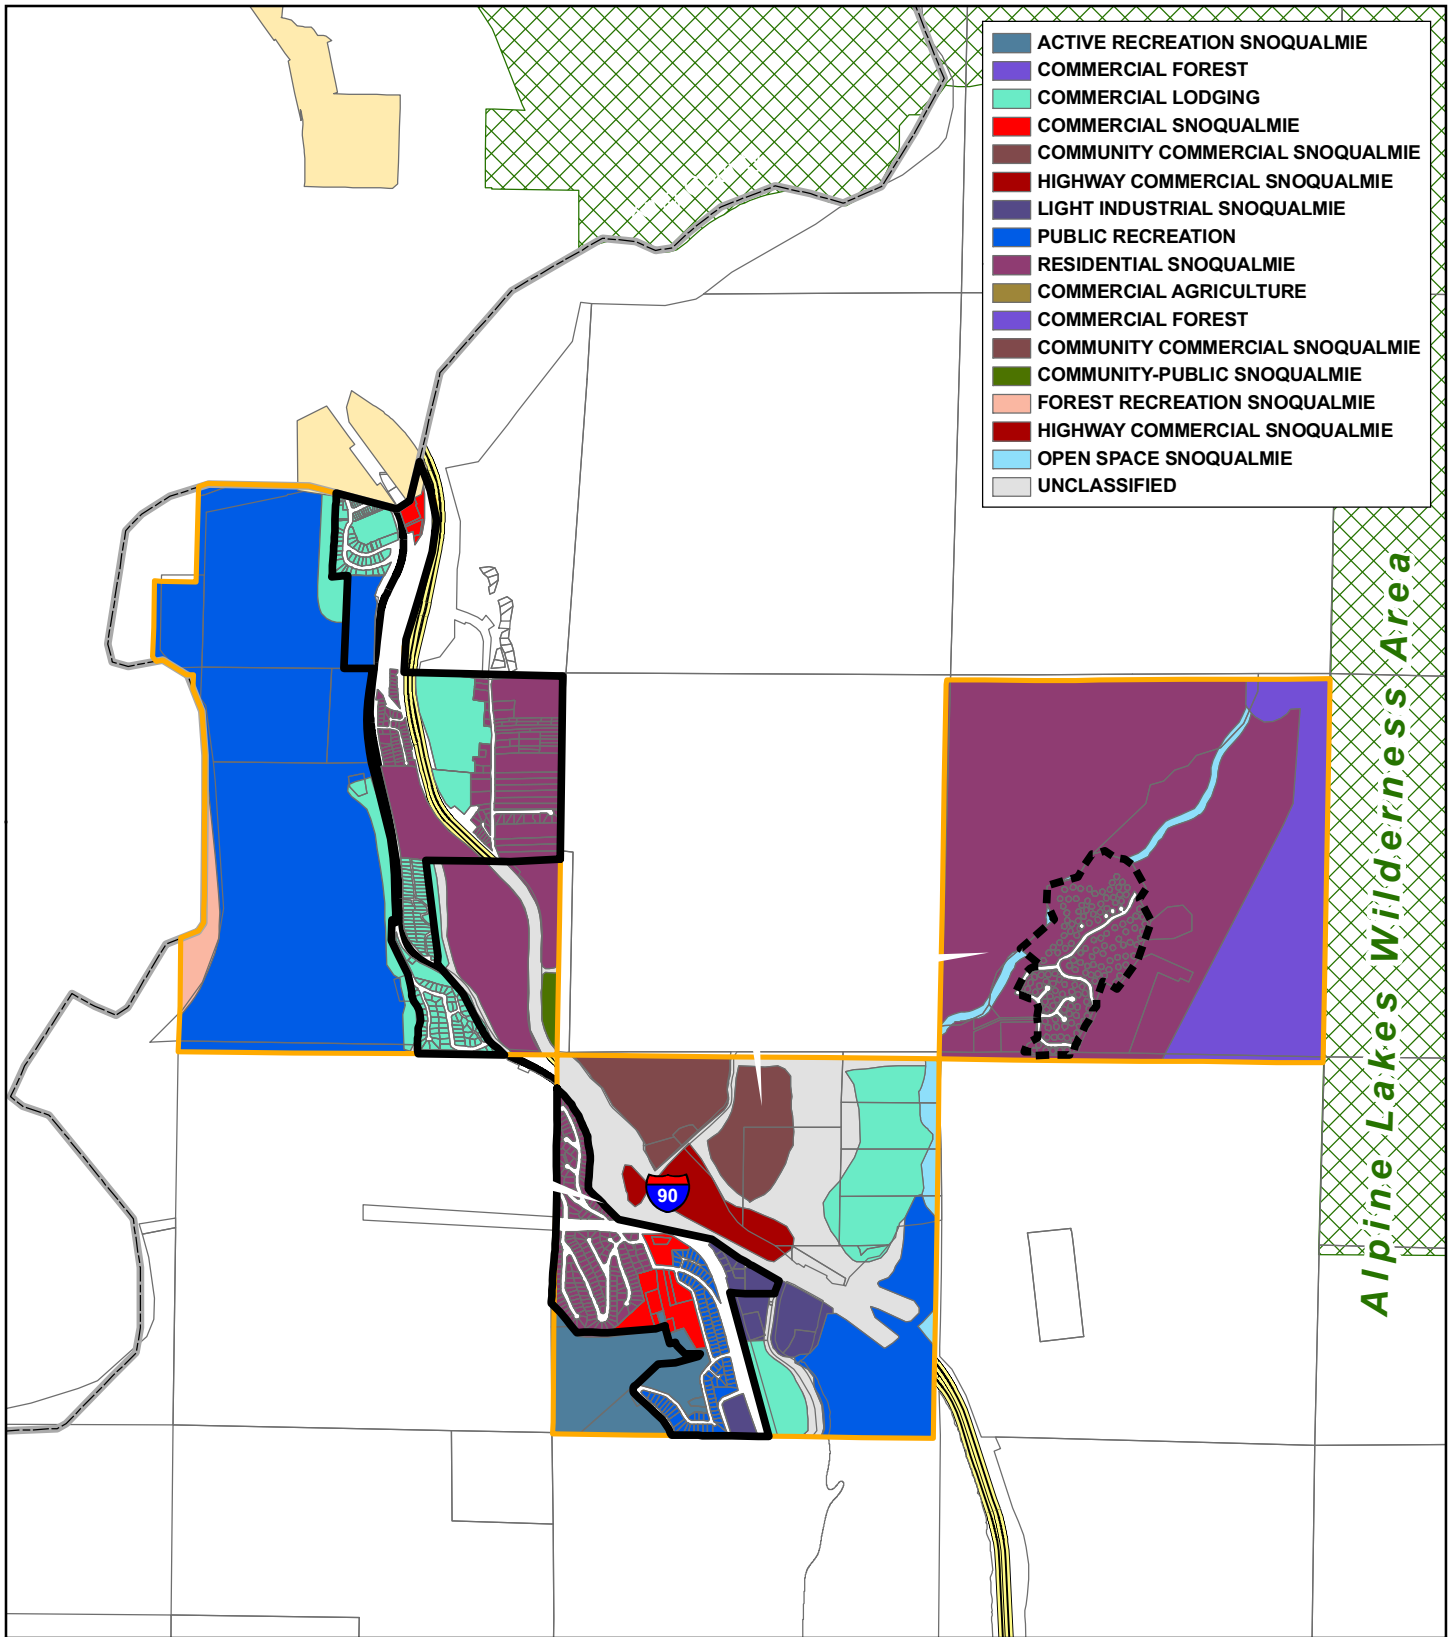 ACTIVE RECREATION SNOQUALMIE
COMMERCIAL FOREST
COMMERCIAL LODGING
COMMERCIAL SNOQUALMIE
COMMUNITY COMMERCIAL SNOQUALMIE
HIGHWAY COMMERCIAL SNOQUALMIE
LIGHT INDUSTRIAL SNOQUALMIE
PUBLIC RECREATION
RESIDENTIAL SNOQUALMIE
COMMERCIAL AGRICULTURE
COMMERCIAL FOREST
COMMUNITY COMMERCIAL SNOQUALMIE
COMMUNITY-PUBLIC SNOQUALMIE
FOREST RECREATION SNOQUALMIE
HIGHWAY COMMERCIAL SNOQUALMIE
OPEN SPACE SNOQUALMIE
UNCLASSIFIED
Alpine Lakes Wilderness Area
90